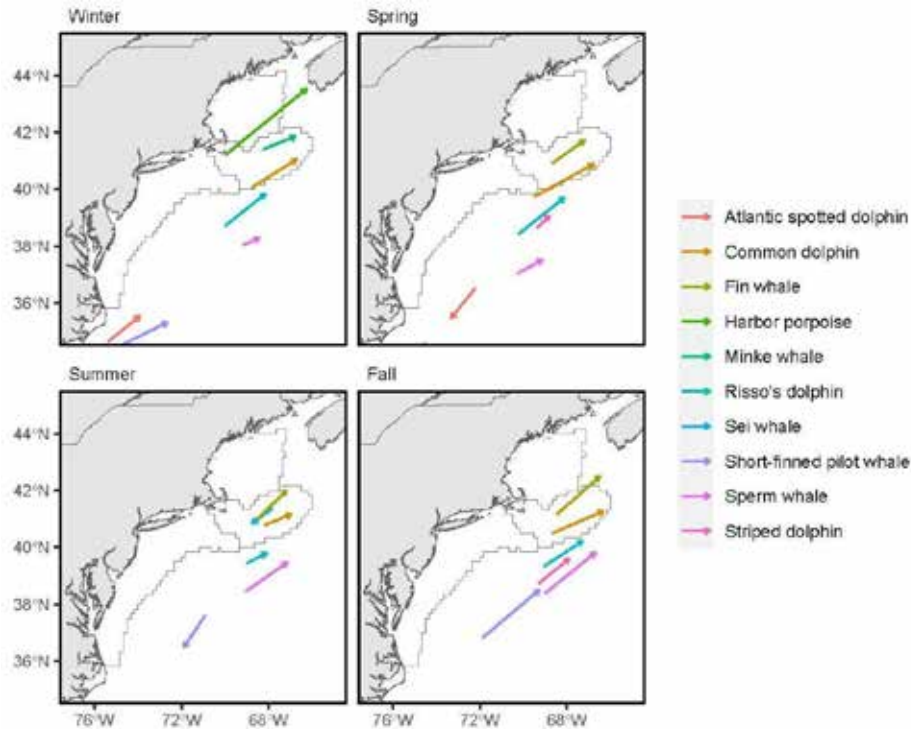 Winter
Spring
44°N
42°N
40°N
38°N
36°N
Summer
Fall
44°N
42°N
40°N
38°N
36°N
76°W 72°W 68°W
76°W 72°W 68°W
Atlantic spotted dolphin
Common dolphin
Fin whale
Harbor porpoise
Minke whale
Risso's dolphin
Sei whale
Short-finned pilot whale
Sperm whale
Striped dolphin